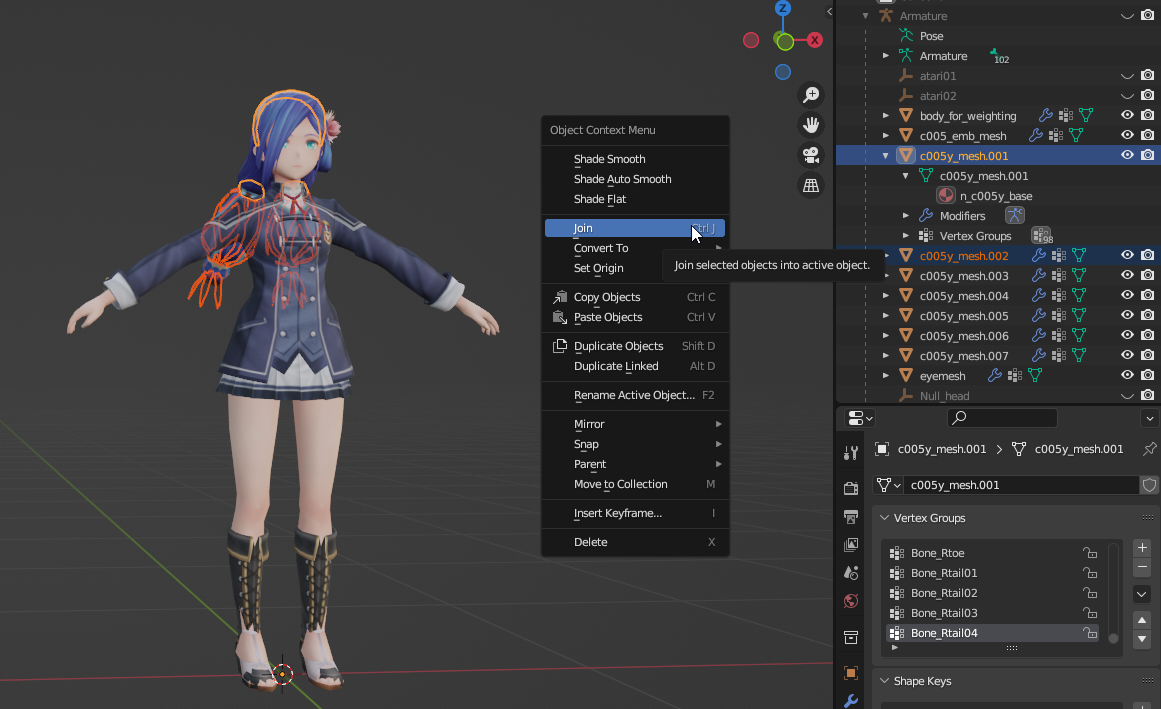 Z
X
Object Context Menu
Shade Smooth
Shade Auto Smooth
Shade Flat
Join
Join selected objects into active object.
Convert To
Set Origin
Copy Objects Ctrl C
Paste Objects Ctrl V
Duplicate Objects Shift D
Duplicate Linked Alt D
Rename Active Object... F2
Mirror
Snap
Parent
Move to Collection M
Insert Keyframe... I
Delete X
Armature
Pose
Armature 102
atari01
atari02
body_for_weighting
c005_emb_mesh
c005y_mesh.001
c005y_mesh.001
n_c005y_base
Modifiers
Vertex Groups 98
c005y_mesh.002
c005y_mesh.003
c005y_mesh.004
c005y_mesh.005
c005y_mesh.006
c005y_mesh.007
eyemesh
Null_head
c005y_mesh.001 c005y_mesh.001
c005y_mesh.001
Vertex Groups
Bone_Rtoe
Bone_Rtail01
Bone_Rtail02
Bone_Rtail03
Bone_Rtail04
Shape Keys